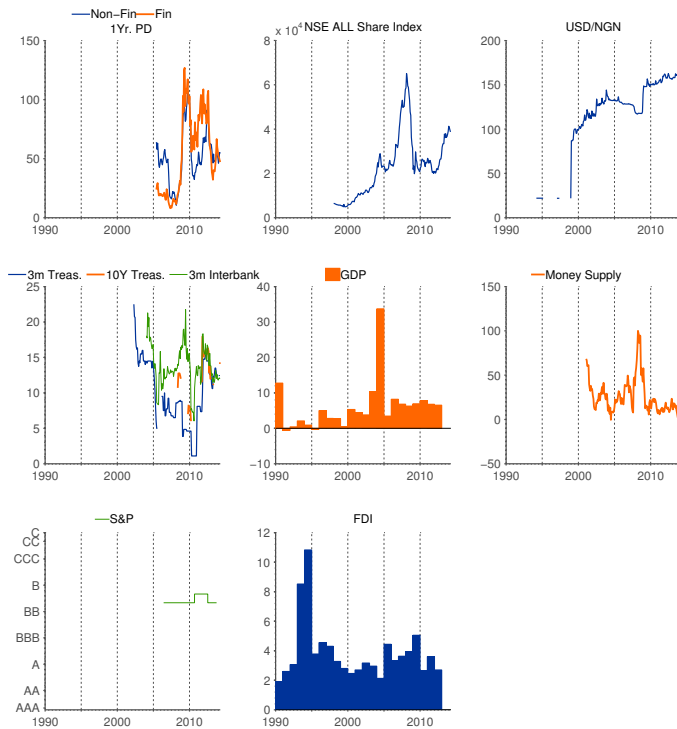 Non−Fin Fin
1Yr. PD
150
100
50
0
1990 2000 2010
x 10⁴ NSE ALL Share Index
8
6
4
2
0
1990 2000 2010
USD/NGN
200
150
100
50
0
1990 2000 2010
3m Treas. 10Y Treas. 3m Interbank
25
20
15
10
5
0
1990 2000 2010
GDP
40
30
20
10
0
−10
1990 2000 2010
Money Supply
150
100
50
0
−50
1990 2000 2010
S&P
C
CC
CCC
B
BB
BBB
A
AA
AAA
1990 2000 2010
FDI
12
10
8
6
4
2
0
1990 2000 2010